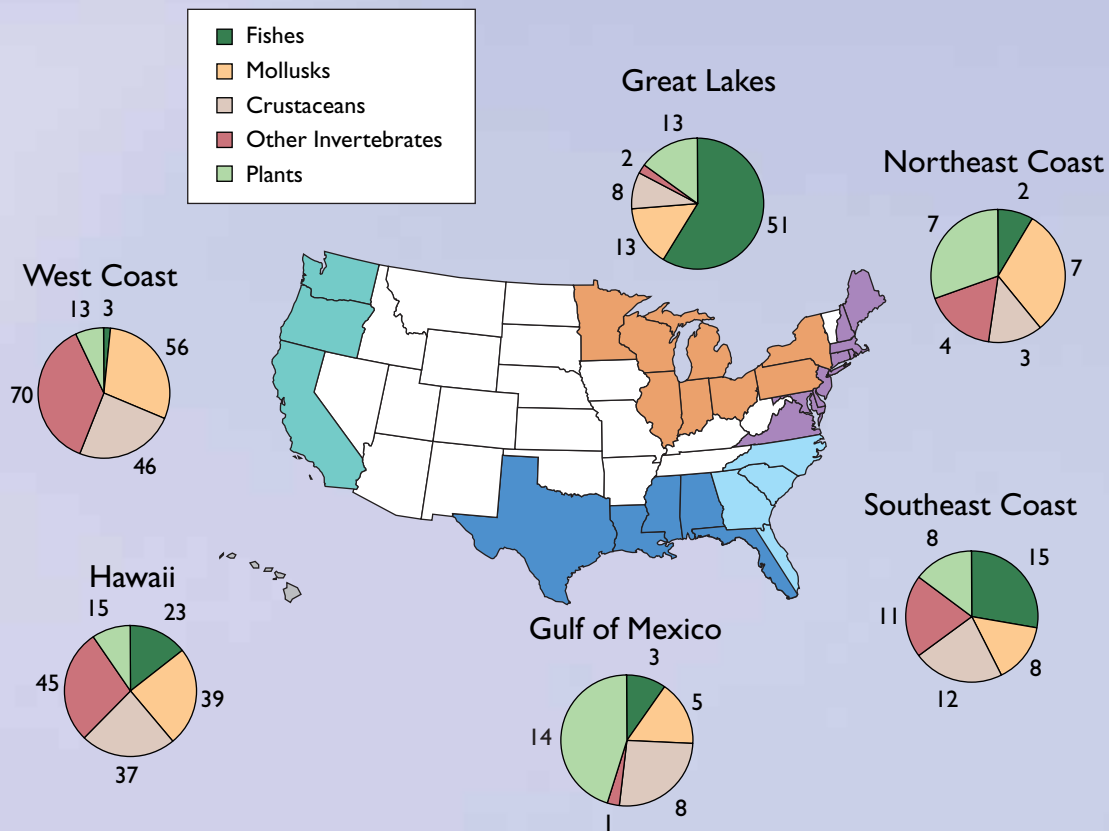 Fishes
Mollusks
Crustaceans
Other Invertebrates
Plants
Great Lakes
13
2
8
13
51
Northeast Coast
2
7
7
4
3
West Coast
13 3
56
70
46
Southeast Coast
8
15
11
8
12
Hawaii
15
23
45
39
37
Gulf of Mexico
3
5
14
8
1